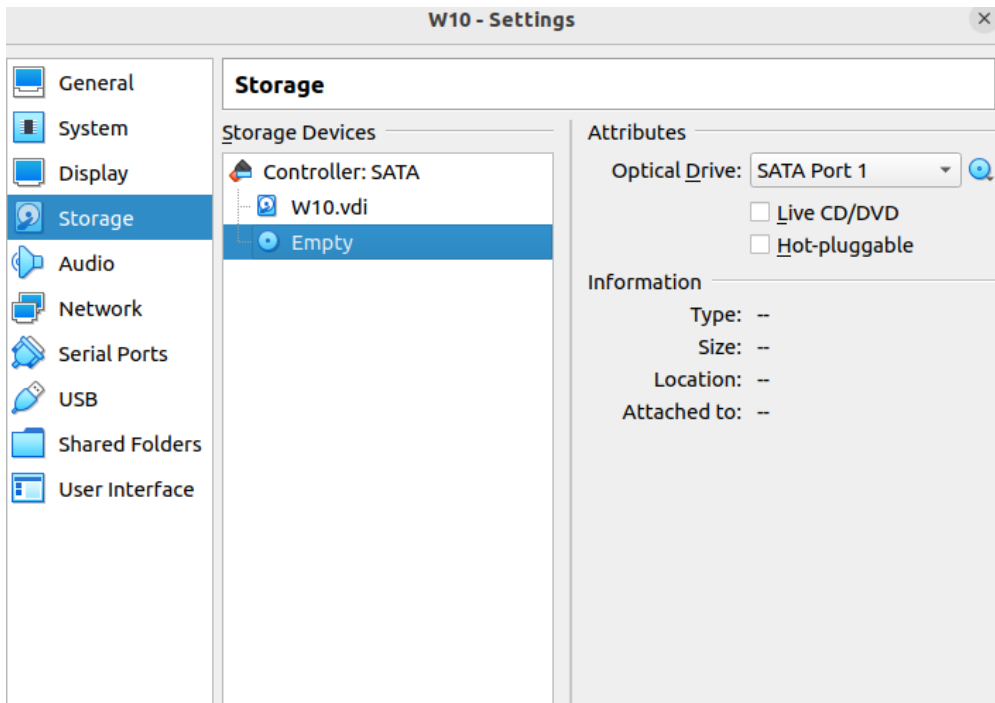 W10 - Settings
General
System
Display
Storage
Audio
Network
Serial Ports
USB
Shared Folders
User Interface
Storage
Storage Devices
Controller: SATA
W10.vdi
Empty
Attributes
Optical Drive: SATA Port 1
Live CD/DVD
Hot-pluggable
Information
Type: --
Size: --
Location: --
Attached to: --